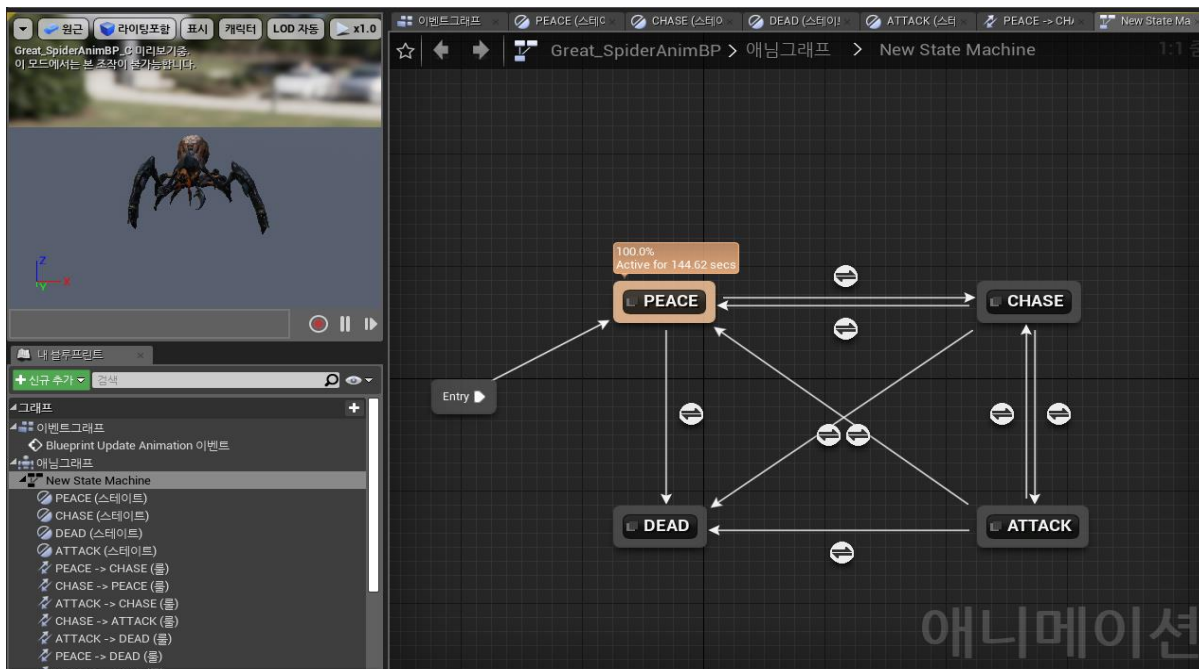 원근
라이팅포함
표시
캐릭터
LOD 자동
x1.0
Great_SpiderAnimBP_C 미리보기중.
이 모드에서는 본 조작이 불가능합니다.
Z
X
Y
내 블루프린트
신규 추가
검색
그래프
이벤트그래프
Blueprint Update Animation 이벤트
애님그래프
New State Machine
PEACE (스테이트)
CHASE (스테이트)
DEAD (스테이트)
ATTACK (스테이트)
PEACE -> CHASE (룰)
CHASE -> PEACE (룰)
ATTACK -> CHASE (룰)
CHASE -> ATTACK (룰)
ATTACK -> DEAD (룰)
PEACE -> DEAD (룰)
이벤트그래프
PEACE (스테이
CHASE (스테이
DEAD (스테이
ATTACK (스테
PEACE -> CH
New State Ma
Great_SpiderAnimBP > 애님그래프 > New State Machine
1:1
100.0%
Active for 144.62 secs
PEACE
CHASE
Entry
DEAD
ATTACK
애니메이션